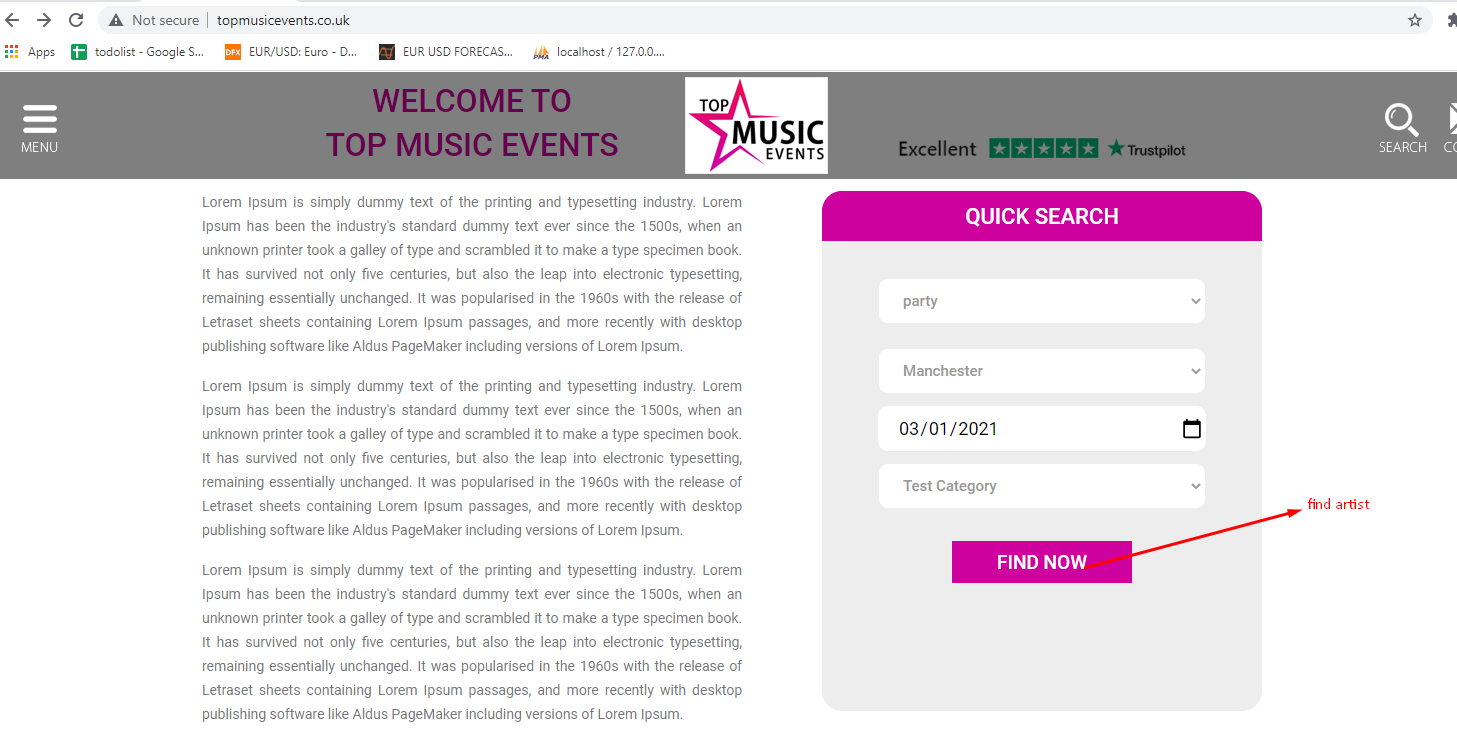 Not secure | topmusicevents.co.uk
Apps todolist - Google S... DFX EUR/USD: Euro - D... EUR USD FORECAS... PMA localhost / 127.0.0....
MENU
WELCOME TO
TOP MUSIC EVENTS
TOP
MUSIC
EVENTS
Excellent Trustpilot
SEARCH
Lorem Ipsum is simply dummy text of the printing and typesetting industry. Lorem
Ipsum has been the industry's standard dummy text ever since the 1500s, when an
unknown printer took a galley of type and scrambled it to make a type specimen book.
It has survived not only five centuries, but also the leap into electronic typesetting,
remaining essentially unchanged. It was popularised in the 1960s with the release of
Letraset sheets containing Lorem Ipsum passages, and more recently with desktop
publishing software like Aldus PageMaker including versions of Lorem Ipsum.
Lorem Ipsum is simply dummy text of the printing and typesetting industry. Lorem
Ipsum has been the industry's standard dummy text ever since the 1500s, when an
unknown printer took a galley of type and scrambled it to make a type specimen book.
It has survived not only five centuries, but also the leap into electronic typesetting,
remaining essentially unchanged. It was popularised in the 1960s with the release of
Letraset sheets containing Lorem Ipsum passages, and more recently with desktop
publishing software like Aldus PageMaker including versions of Lorem Ipsum.
Lorem Ipsum is simply dummy text of the printing and typesetting industry. Lorem
Ipsum has been the industry's standard dummy text ever since the 1500s, when an
unknown printer took a galley of type and scrambled it to make a type specimen book.
It has survived not only five centuries, but also the leap into electronic typesetting,
remaining essentially unchanged. It was popularised in the 1960s with the release of
Letraset sheets containing Lorem Ipsum passages, and more recently with desktop
publishing software like Aldus PageMaker including versions of Lorem Ipsum.
QUICK SEARCH
party
Manchester
03/01/2021
Test Category
FIND NOW
find artist